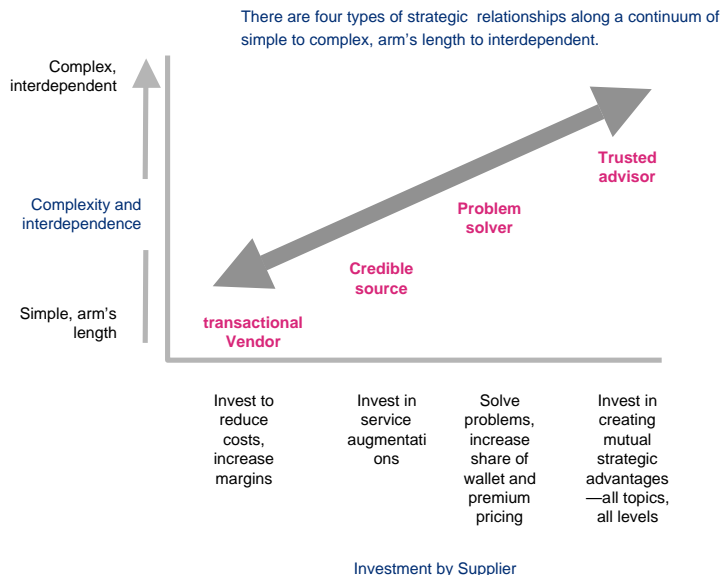 There are four types of strategic relationships along a continuum of
simple to complex, arm's length to interdependent.
Complex,
interdependent
Complexity and
interdependence
Simple, arm's
length
Trusted
advisor
Problem
solver
Credible
source
transactional
Vendor
Invest to
reduce
costs,
increase
margins
Invest in
service
augmentati
ons
Solve
problems,
increase
share of
wallet and
premium
pricing
Invest in
creating
mutual
strategic
advantages
—all topics,
all levels
Investment by Supplier